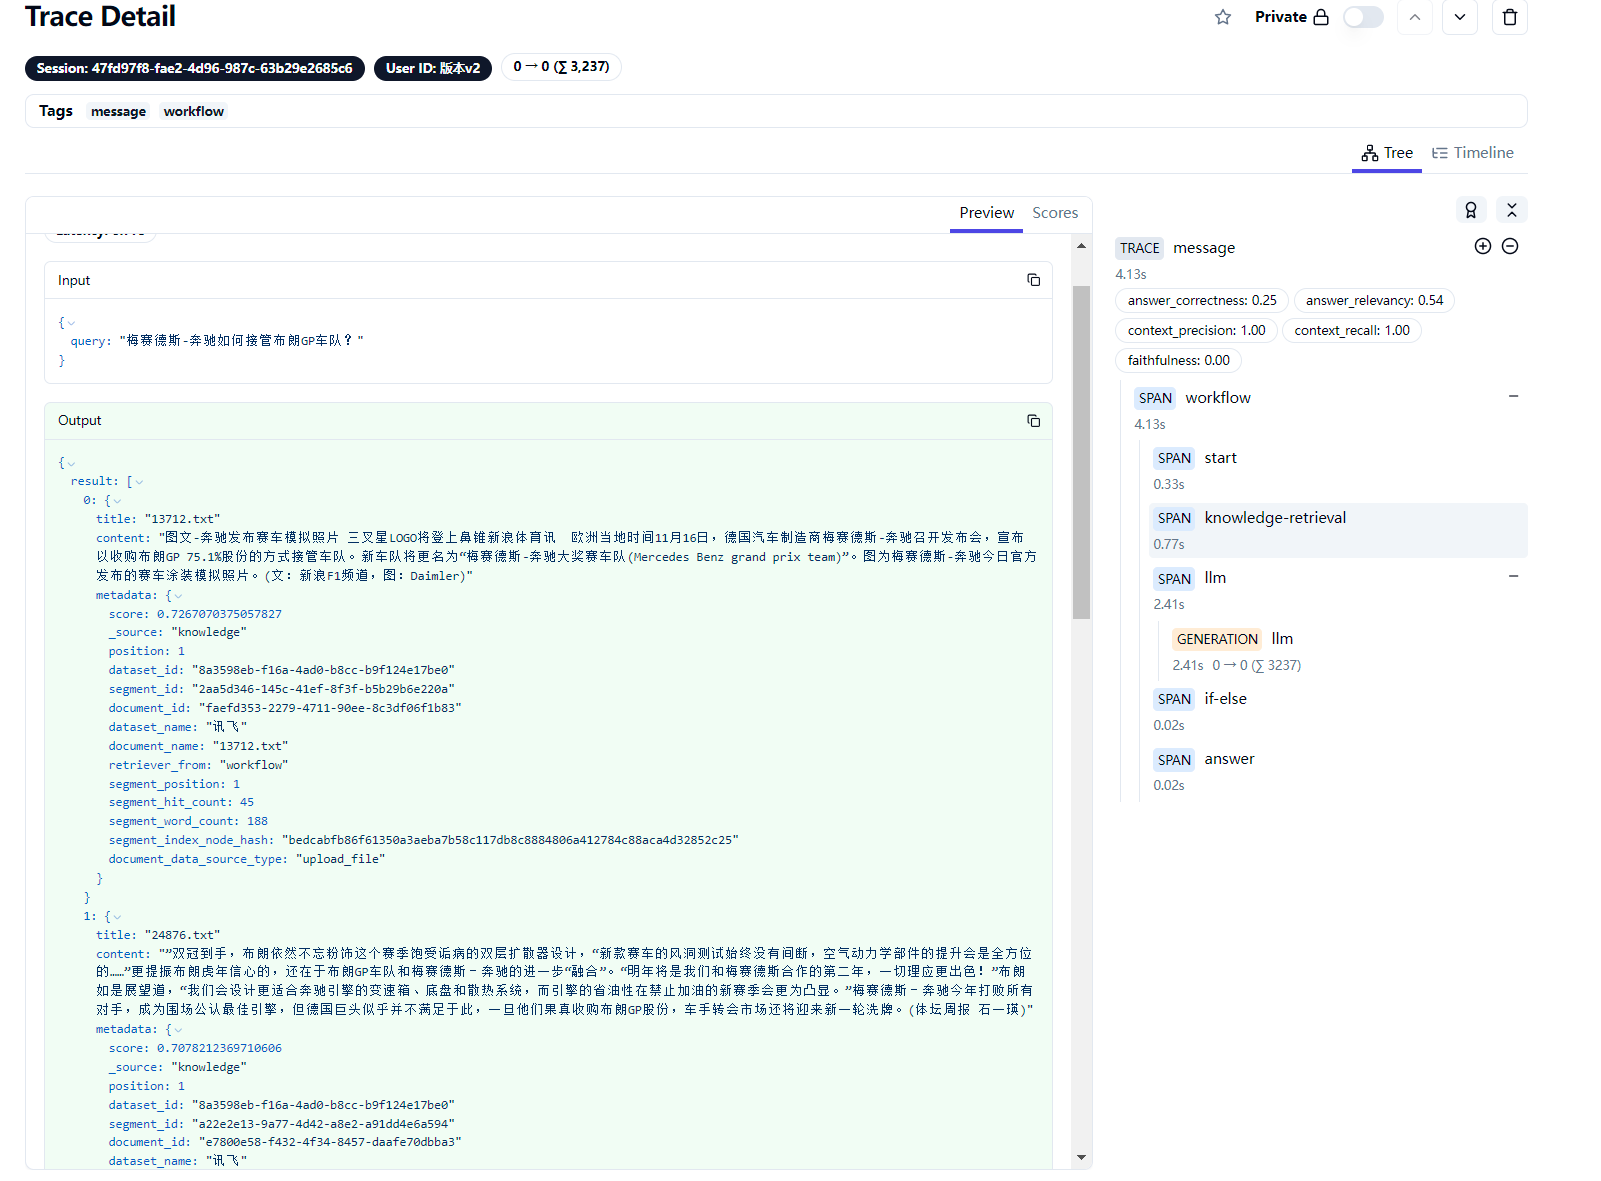 Trace Detail
Private
Session: 47fd97f8-fae2-4d96-987c-63b29e2685c6
User ID: 版本v2
0 → 0 (∑ 3,237)
Tags message workflow
Tree
Timeline
Preview
Scores
Input
{
query: "梅赛德斯-奔驰如何接管布朗GP车队？"
}
Output
{
result: [
0: {
title: "13712.txt"
content: "图文-奔驰发布赛车模拟照片 三叉星LOGO将登上鼻锥新浪体育讯　欧洲当地时间11月16日，德国汽车制造商梅赛德斯-奔驰召开发布会，宣布
以收购布朗GP 75.1%股份的方式接管车队。新车队将更名为“梅赛德斯-奔驰大奖赛车队(Mercedes Benz grand prix team)”。图为梅赛德斯-奔驰今日官方
发布的赛车涂装模拟照片。(文：新浪F1频道，图：Daimler)"
metadata: {
score: 0.7267070375057827
_source: "knowledge"
position: 1
dataset_id: "8a3598eb-f16a-4ad0-b8cc-b9f124e17be0"
segment_id: "2aa5d346-145c-41ef-8f3f-b5b29b6e220a"
document_id: "faefd353-2279-4711-90ee-8c3df06f1b83"
dataset_name: "讯飞"
document_name: "13712.txt"
retriever_from: "workflow"
segment_position: 1
segment_hit_count: 45
segment_word_count: 188
segment_index_node_hash: "bedcabfb86f61350a3aeba7b58c117db8c8884806a412784c88aca4d32852c25"
document_data_source_type: "upload_file"
}
}
1: {
title: "24876.txt"
content: "”双冠到手，布朗依然不忘粉饰这个赛季饱受诟病的双层扩散器设计，“新款赛车的风洞测试始终没有间断，空气动力学部件的提升会是全方位
的……”更提振布朗虎年信心的，还在于布朗GP车队和梅赛德斯－奔驰的进一步“融合”。“明年将是我们和梅赛德斯合作的第二年，一切理应更出色！”布朗
如是展望道，“我们会设计更适合奔驰引擎的变速箱、底盘和散热系统，而引擎的省油性在禁止加油的新赛季会更为凸显。”梅赛德斯－奔驰今年打败所有
对手，成为围场公认最佳引擎，但德国巨头似乎并不满足于此，一旦他们果真收购布朗GP股份，车手转会市场还将迎来新一轮洗牌。(体坛周报 石一瑛)"
metadata: {
score: 0.7078212369710606
_source: "knowledge"
position: 1
dataset_id: "8a3598eb-f16a-4ad0-b8cc-b9f124e17be0"
segment_id: "a22e2e13-9a77-4d42-a8e2-a91dd4e6a594"
document_id: "e7800e58-f432-4f34-8457-daafe70dbba3"
dataset_name: "讯飞"
TRACE message
4.13s
answer_correctness: 0.25
answer_relevancy: 0.54
context_precision: 1.00
context_recall: 1.00
faithfulness: 0.00
SPAN workflow
4.13s
SPAN start
0.33s
SPAN knowledge-retrieval
0.77s
SPAN llm
2.41s
GENERATION llm
2.41s 0 → 0 (∑ 3237)
SPAN if-else
0.02s
SPAN answer
0.02s